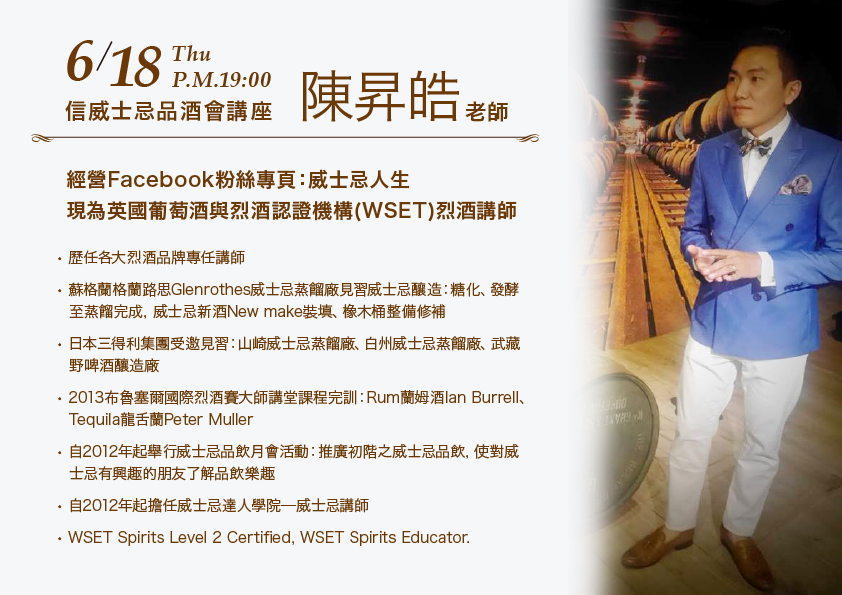 6/18 Thu
P.M.19:00
信威士忌品酒會講座 陳昇皓 老師
經營Facebook粉絲專頁：威士忌人生
現為英國葡萄酒與烈酒認證機構(WSET)烈酒講師
・歷任各大烈酒品牌專任講師
・蘇格蘭格蘭路思Glenrothes威士忌蒸餾廠見習威士忌釀造：糖化、發酵
至蒸餾完成，威士忌新酒New make裝填、橡木桶整備修補
・日本三得利集團受邀見習：山崎威士忌蒸餾廠、白州威士忌蒸餾廠、武藏
野啤酒釀造廠
・2013布魯塞爾國際烈酒賽大師講堂課程完訓：Rum蘭姆酒Ian Burrell、
Tequila龍舌蘭Peter Muller
・自2012年起舉行威士忌品飲月會活動：推廣初階之威士忌品飲，使對威
士忌有興趣的朋友了解品飲樂趣
・自2012年起擔任威士忌達人學院—威士忌講師
・WSET Spirits Level 2 Certified, WSET Spirits Educator.